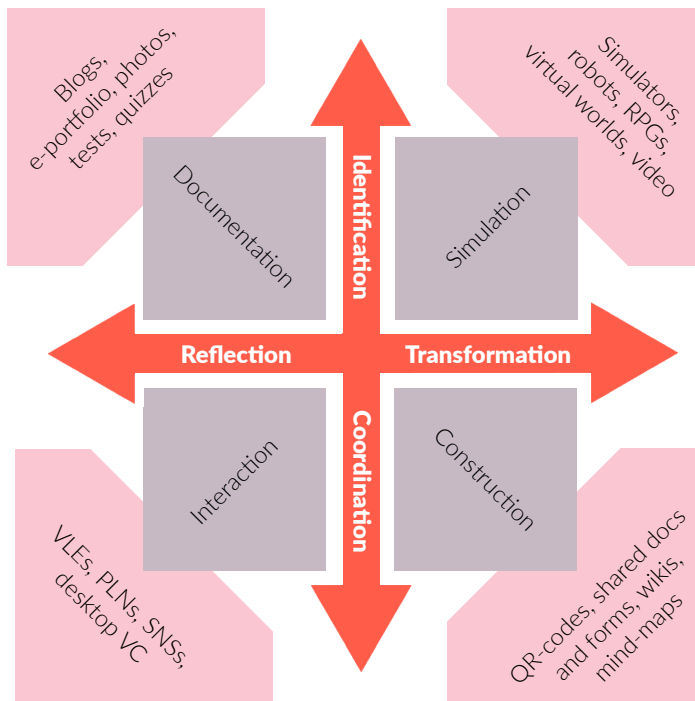 Blogs,
e-portfolio, photos,
tests, quizzes
Simulators,
robots, RPGs,
virtual worlds, video
Documentation
Identification
Simulation
Reflection
Transformation
Interaction
Coordination
Construction
VLEs, PLNs, SNSs,
desktop VC
QR-codes, shared docs
and forms, wikis,
mind-maps